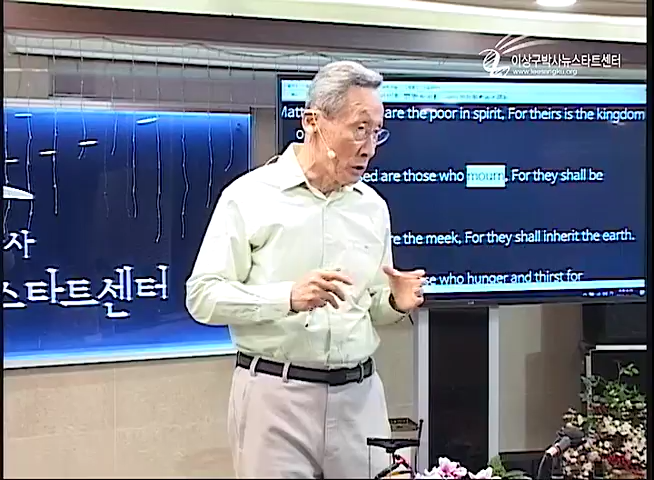 이상구박사뉴스타트센터
www.leesangku.org
are the poor in spirit, For theirs is the kingdom
are those who mourn, For they shall be
are the meek, For they shall inherit the earth.
who hunger and thirst for
사
스타트센터